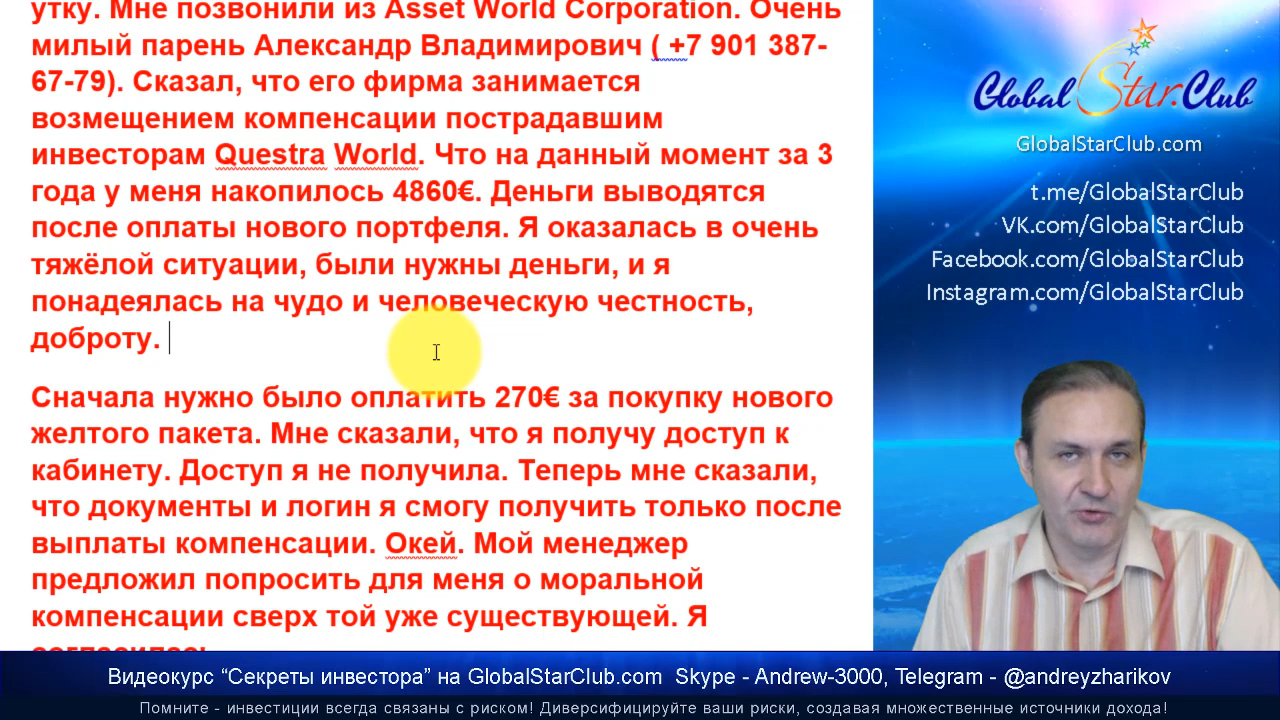 утку. Мне позвонили из Asset World Corporation. Очень
милый парень Александр Владимирович ( +7 901 387-
67-79). Сказал, что его фирма занимается
возмещением компенсации пострадавшим
инвесторам Questra World. Что на данный момент за 3
года у меня накопилось 4860€. Деньги выводятся
после оплаты нового портфеля. Я оказалась в очень
тяжёлой ситуации, были нужны деньги, и я
понадеялась на чудо и человеческую честность,
доброту.
Сначала нужно было оплатить 270€ за покупку нового
желтого пакета. Мне сказали, что я получу доступ к
кабинету. Доступ я не получила. Теперь мне сказали,
что документы и логин я смогу получить только после
выплаты компенсации. Окей. Мой менеджер
предложил попросить для меня о моральной
компенсации сверх той уже существующей. Я
Global Star.Club
GlobalStarClub.com
t.me/GlobalStarClub
VK.com/GlobalStarClub
Facebook.com/GlobalStarClub
Instagram.com/GlobalStarClub
Видеокурс “Секреты инвестора” на GlobalStarClub.com Skype - Andrew-3000, Telegram - @andreyzharikov
Помните - инвестиции всегда связаны с риском! Диверсифицируйте ваши риски, создавая множественные источники дохода!